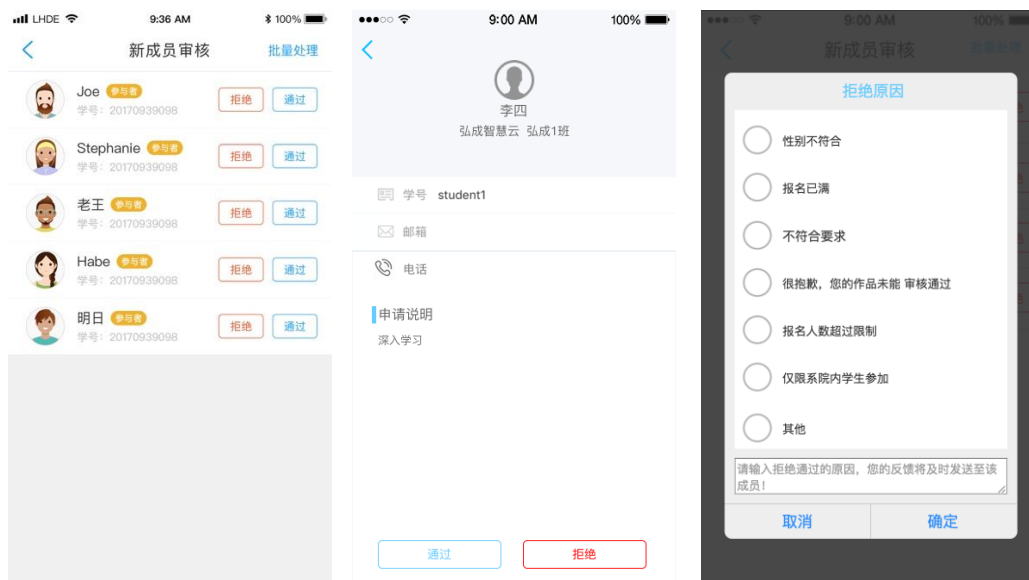 LHDE 9:36 AM 100%
新成员审核 批量处理
Joe 参与者
学号：20170939098
拒绝 通过
Stephanie 参与者
学号：20170939098
拒绝 通过
老王 参与者
学号：20170939098
拒绝 通过
Habe 参与者
学号：20170939098
拒绝 通过
明日 参与者
学号：20170939098
拒绝 通过
9:00 AM 100%
李四
弘成智慧云 弘成1班
学号 student1
邮箱
电话
申请说明
深入学习
通过 拒绝
9:00 AM 100%
新成员审核 批量处理
拒绝原因
性别不符合
报名已满
不符合要求
很抱歉，您的作品未能 审核通过
报名人数超过限制
仅限系院内学生参加
其他
请输入拒绝通过的原因，您的反馈将及时发送至该
成员！
取消 确定